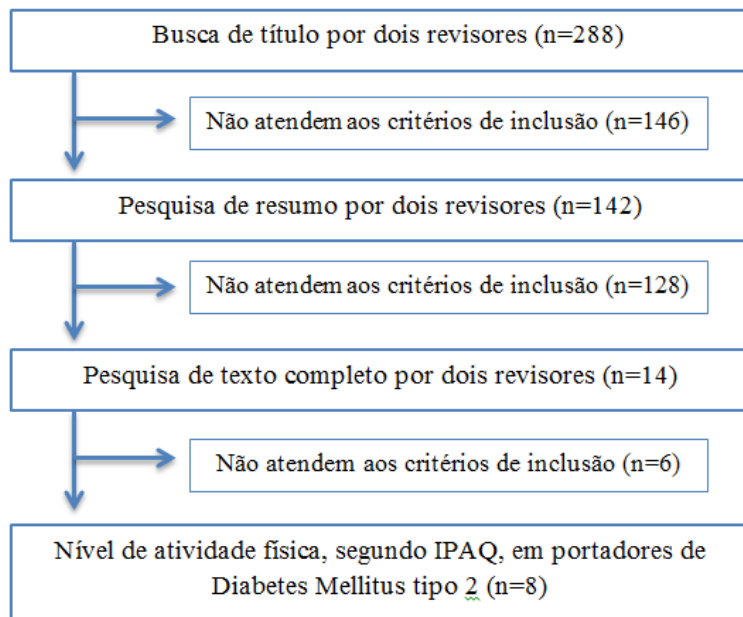 Busca de título por dois revisores (n=288)
Não atendem aos critérios de inclusão (n=146)
Pesquisa de resumo por dois revisores (n=142)
Não atendem aos critérios de inclusão (n=128)
Pesquisa de texto completo por dois revisores (n=14)
Não atendem aos critérios de inclusão (n=6)
Nível de atividade física, segundo IPAQ, em portadores de
Diabetes Mellitus tipo 2 (n=8)